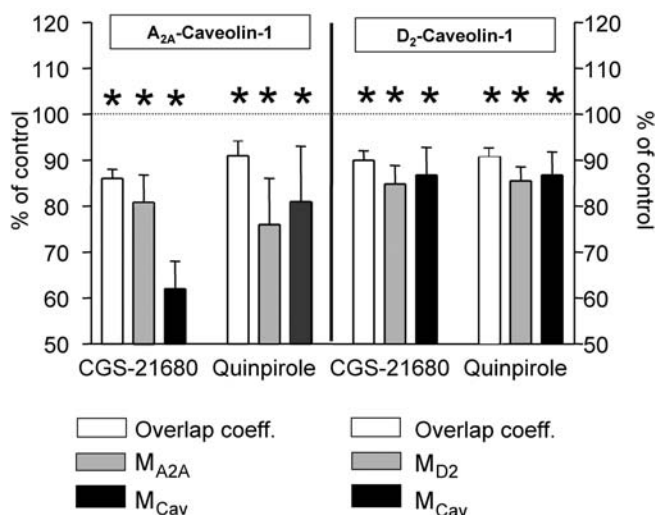 A2A-Caveolin-1 D2-Caveolin-1
120 120
110 110
* * * * * * * * * * * *
100 100
90 90
80 80
70 70
60 60
50 50
% of control
% of control
CGS-21680 Quinpirole CGS-21680 Quinpirole
Overlap coeff. Overlap coeff.
MA2A MD2
MCav MCav